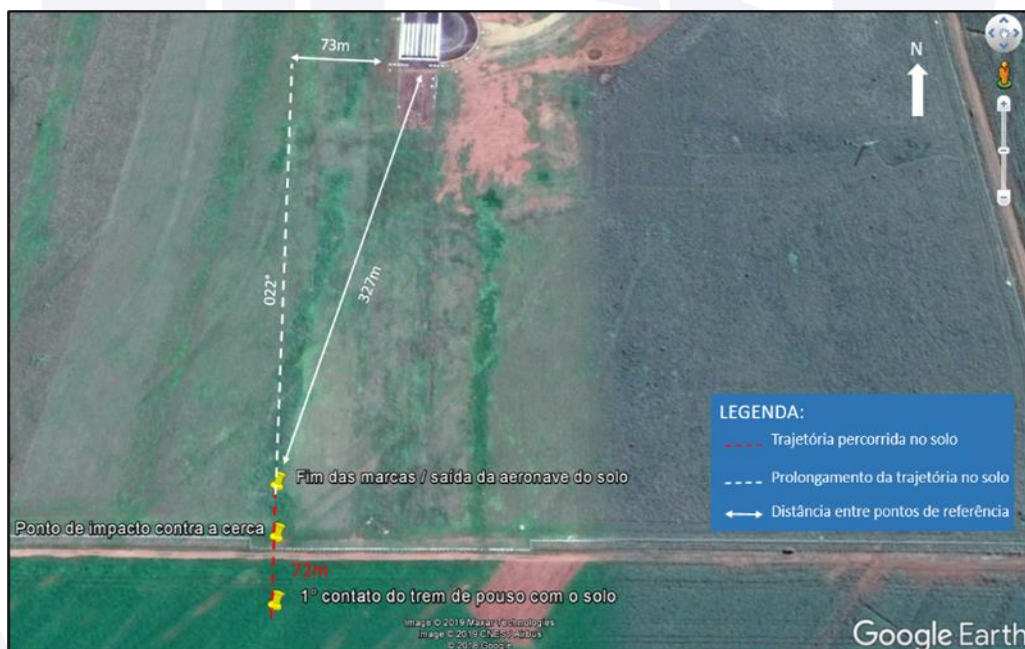 73m
N
022°
327m
LEGENDA:
Trajetória percorrida no solo
Prolongamento da trajetória no solo
Distância entre pontos de referência
Fim das marcas / saída da aeronave do solo
Ponto de impacto contra a cerca
72m
1° contato do trem de pouso com o solo
Image © 2019 Maxar Technologies
Image © 2019 CNES / Airbus
© 2018 Google
Google Earth